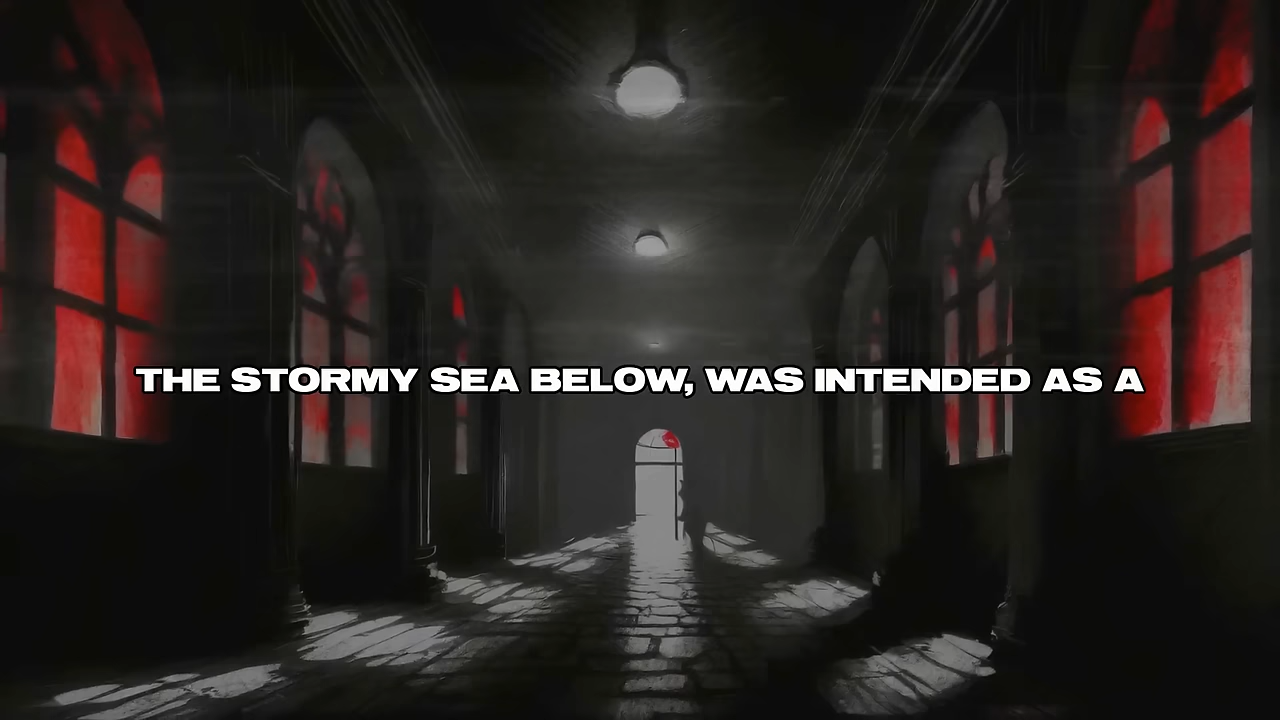 THE STORMY SEA BELOW, WAS INTENDED AS A